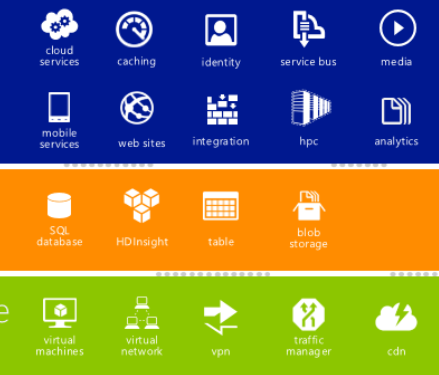 cloud
services
caching
identity
service bus
media
mobile
services
web sites
integration
hpc
analytics
SQL
database
HDInsight
table
blob
storage
e
virtual
machines
virtual
network
vpn
traffic
manager
cdn